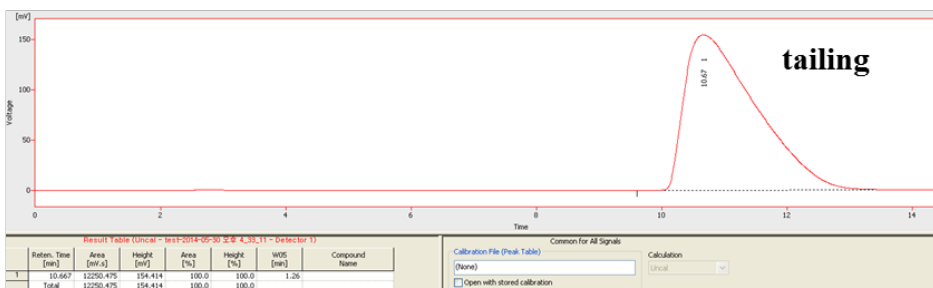 [mV]
150
tailing
10.67 1
100
Voltage
50
0
0 2 4 6 8 10 12 14
Time
Result Table (Uncal - test-2014-05-30 오후 4_33_11 - Detector 1)
Common for All Signals
Reten. Time [min] Area [mV.s] Height [mV] Area [%] Height [%] W05 [min] Compound Name
1 10.667 12250.475 154.414 100.0 100.0 1.26
Total 12250.475 154.414 100.0 100.0
Calibration File (Peak Table)
Calculation
(None)
Uncal
Open with stored calibration